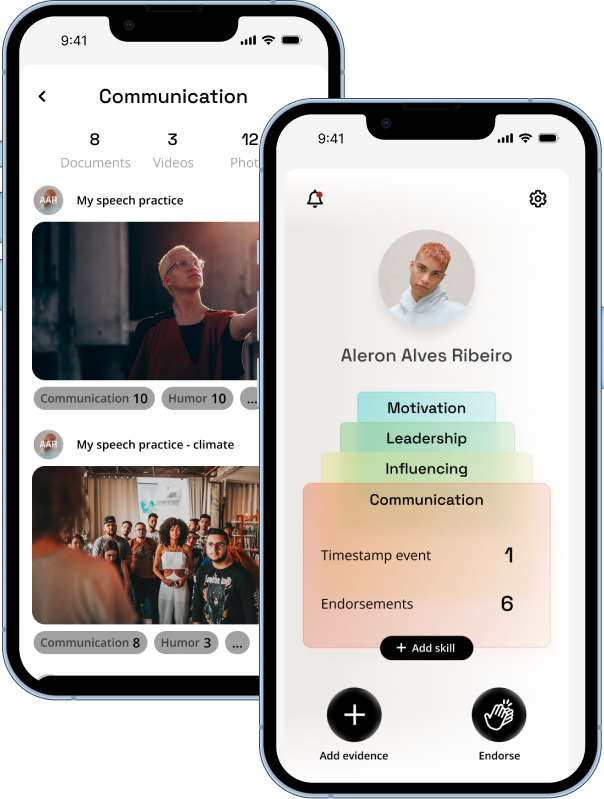 9:41
Communication
8
3
12
Documents
Videos
Phot
AAR
My speech practice
Communication 10
Humor 10
...
AAR
My speech practice - climate
Communication 8
Humor 3
...
9:41
Aleron Alves Ribeiro
Motivation
Leadership
Influencing
Communication
Timestamp event 1
Endorsements 6
+ Add skill
Add evidence
Endorse